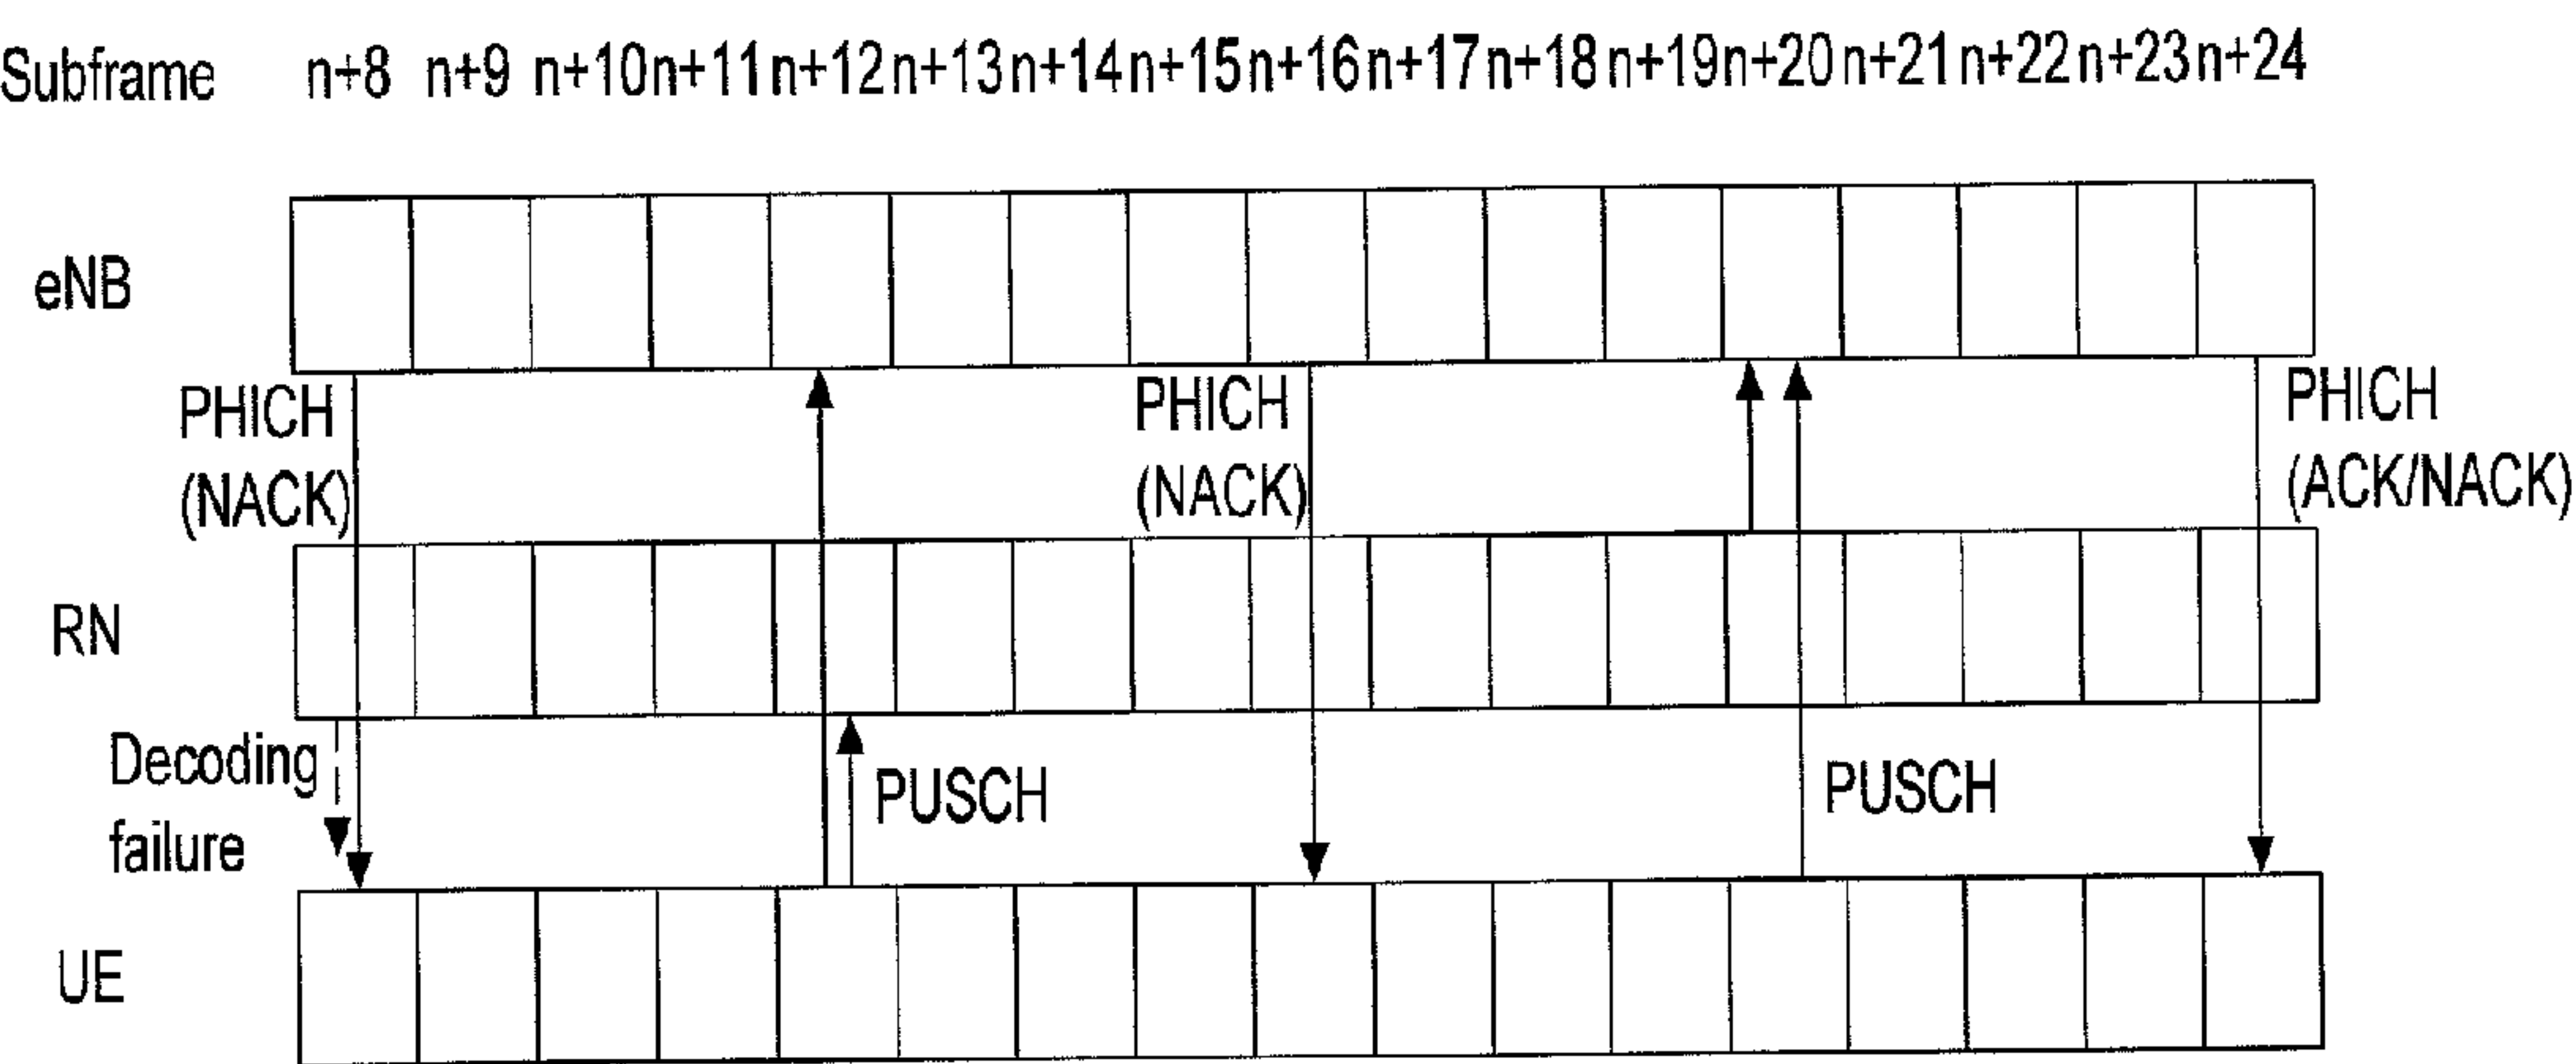 Subframe n+8 n+9 n+10 n+11 n+12 n+13 n+14 n+15 n+16 n+17 n+18 n+19 n+20 n+21 n+22 n+23 n+24
eNB
PHICH
(NACK)
PHICH
(NACK)
PHICH
(ACK/NACK)
RN
Decoding
failure
PUSCH
PUSCH
UE